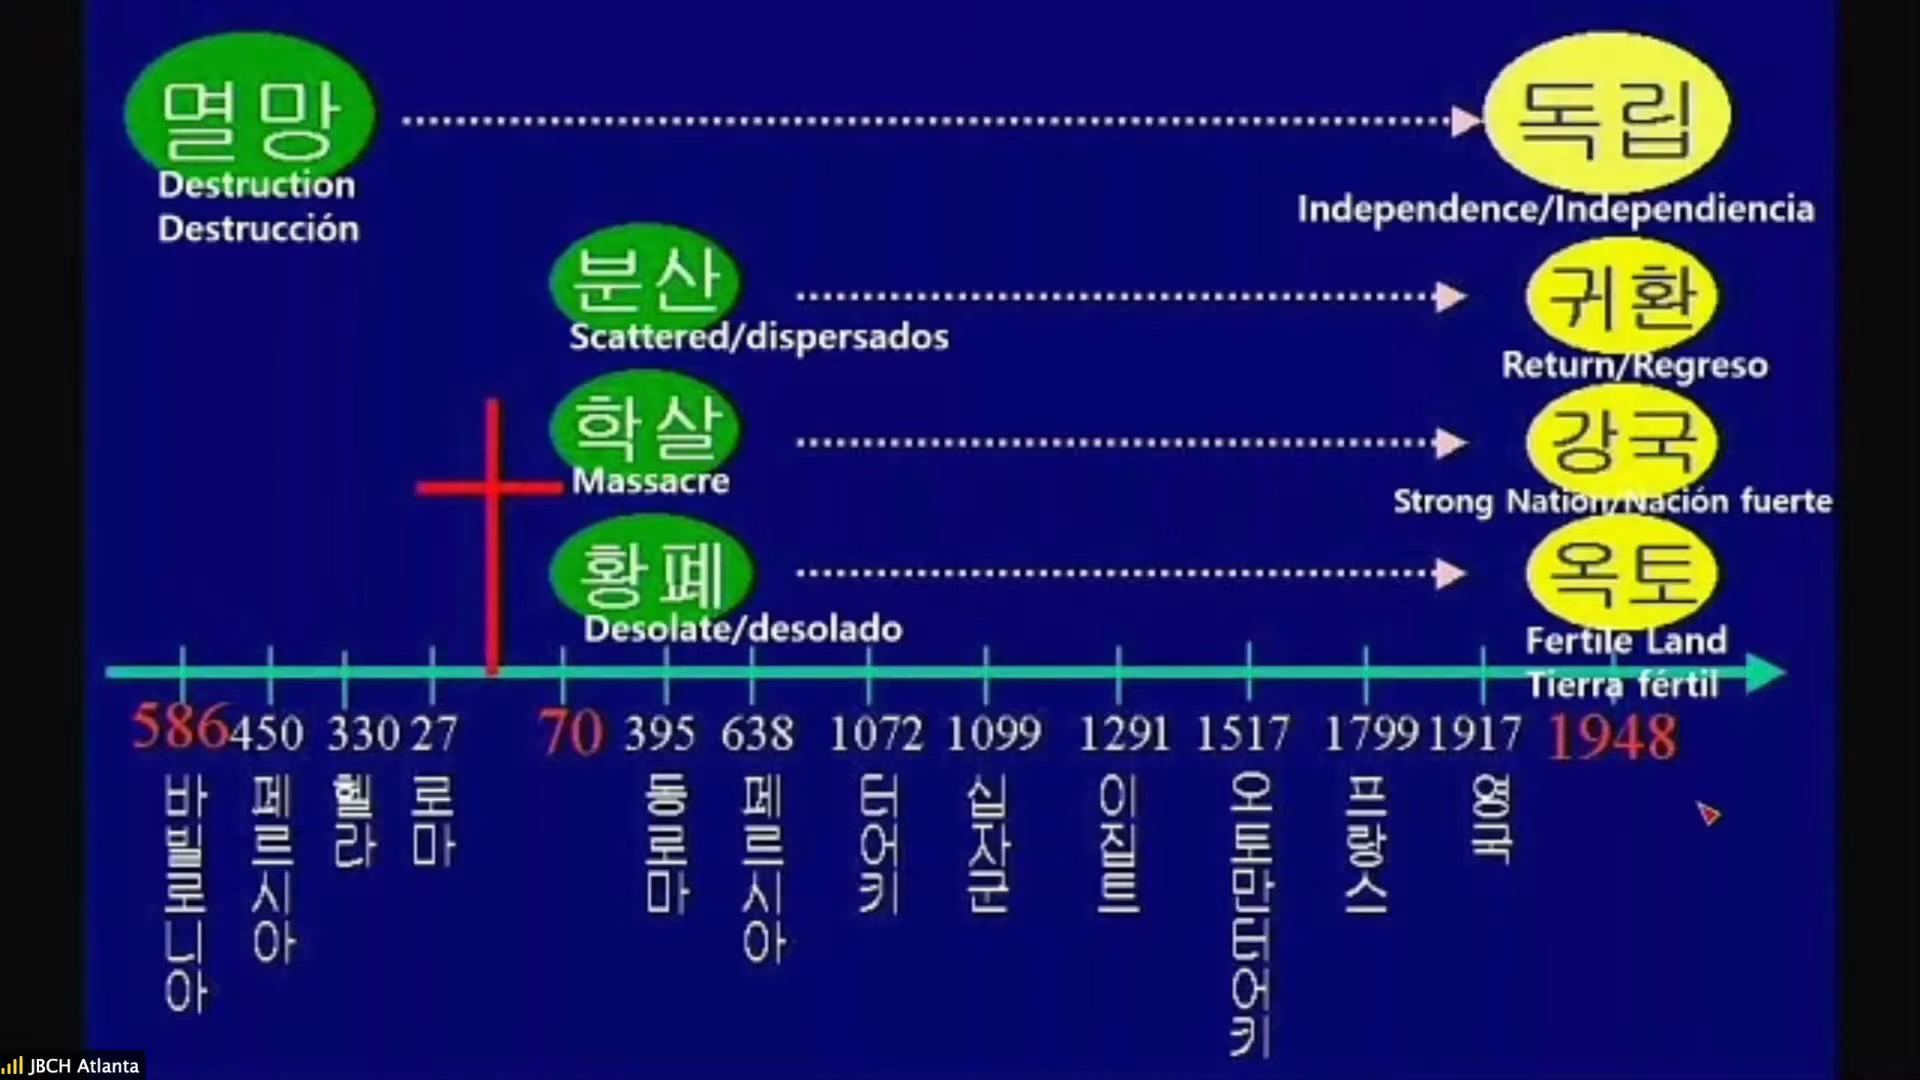 멸망
Destruction
Destrucción
독립
Independence/Independiencia
분산
Scattered/dispersados
귀환
Return/Regreso
학살
Massacre
강국
Strong Nation/Nación fuerte
황폐
Desolate/desolado
옥토
Fertile Land
Tierra fértil
586 450 330 27 70 395 638 1072 1099 1291 1517 1799 1917 1948
바빌로니아
페르시아
헬라
로마
동로마
페르시아
터어키
십자군
이집트
오토만터어키
프랑스
영국
JBCH Atlanta